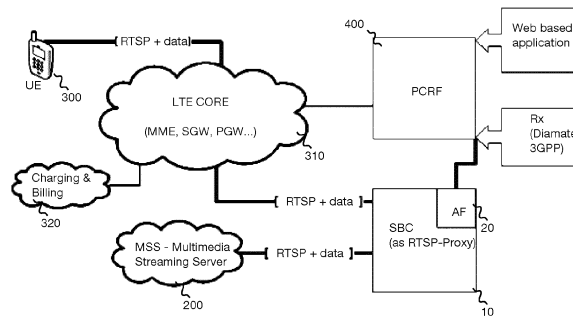 [ RTSP + data ]
UE
300
LTE CORE
(MME, SGW, PGW...)
310
400
PCRF
Web based
application
Rx
(Diamate
3GPP)
Charging &
Billing
320
[ RTSP + data ]
AF
20
SBC
(as RTSP-Proxy)
MSS - Multimedia
Streaming Server
200
[ RTSP + data ]
10